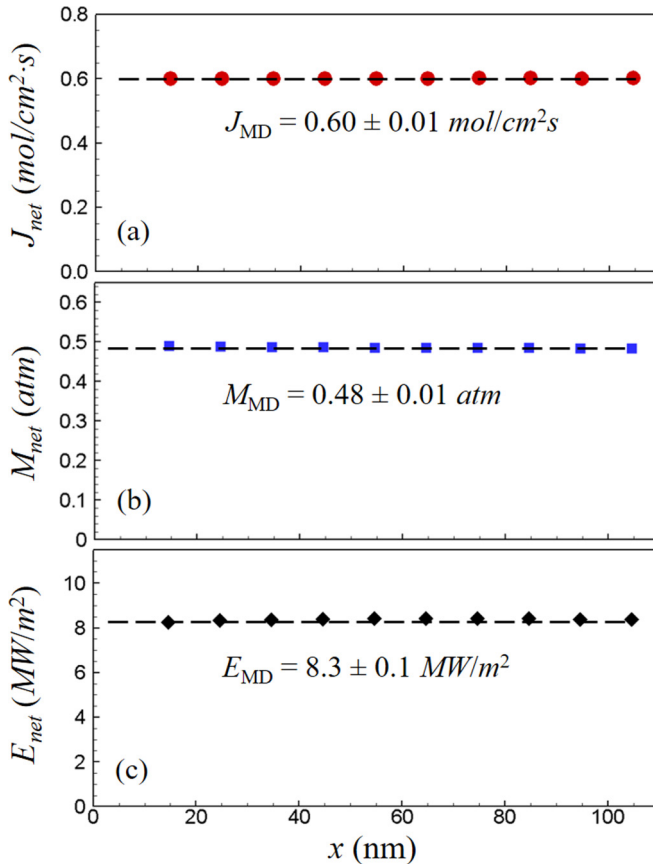 0.8
0.6
0.4
0.2
0.0
J_net (mol/cm²·s)
J_MD = 0.60 ± 0.01 mol/cm²s
(a)
0.6
0.5
0.4
0.3
0.2
0.1
0
M_net (atm)
M_MD = 0.48 ± 0.01 atm
(b)
10
8
6
4
2
0
E_net (MW/m²)
E_MD = 8.3 ± 0.1 MW/m²
(c)
0 20 40 60 80 100
x (nm)